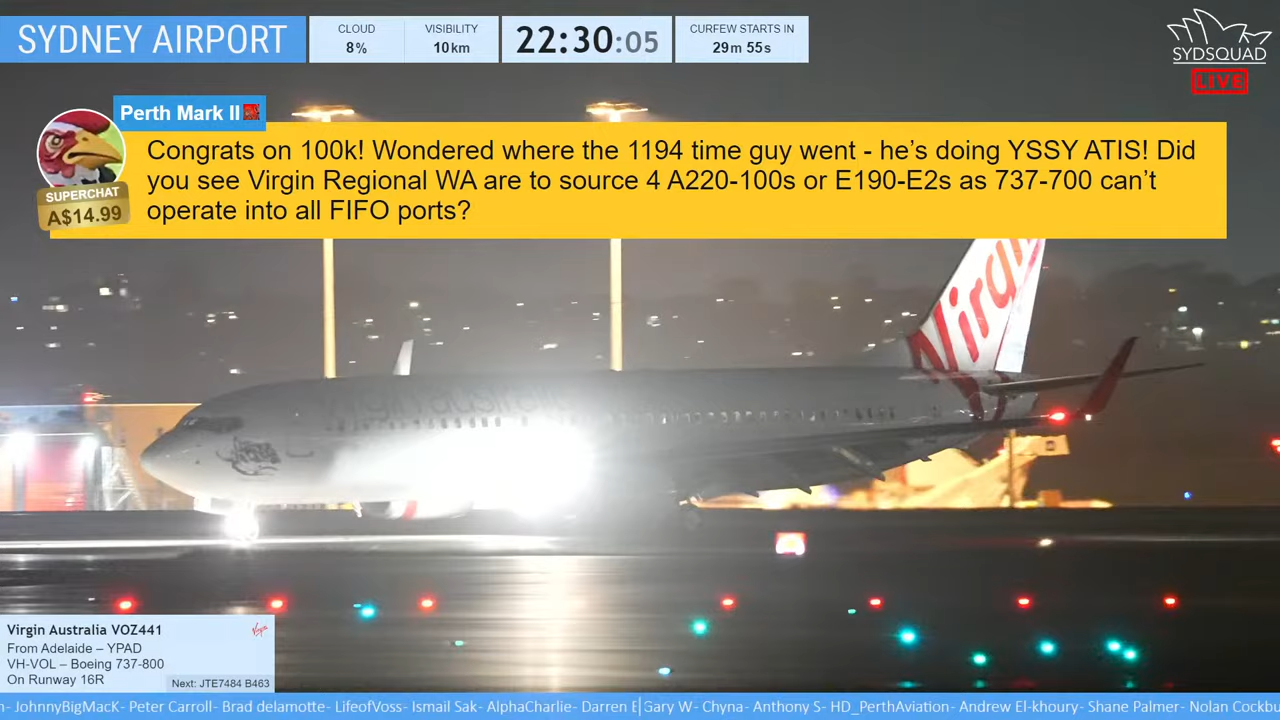 SYDNEY AIRPORT
CLOUD
8%
VISIBILITY
10km
22:30:05
CURFEW STARTS IN
29m 55s
SYDSQUAD
LIVE
Perth Mark II
Congrats on 100k! Wondered where the 1194 time guy went - he’s doing YSSY ATIS! Did
you see Virgin Regional WA are to source 4 A220-100s or E190-E2s as 737-700 can’t
operate into all FIFO ports?
SUPERCHAT
A$14.99
Virgin
Virgin Australia VOZ441
Virgin
From Adelaide – YPAD
VH-VOL – Boeing 737-800
On Runway 16R
Next: JTE7484 B463
n- JohnnyBigMacK- Peter Carroll- Brad delamotte- LifeofVoss- Ismail Sak- AlphaCharlie- Darren E Gary W- Chyna- Anthony S- HD_PerthAviation- Andrew El-khoury- Shane Palmer- Nolan Cockbu